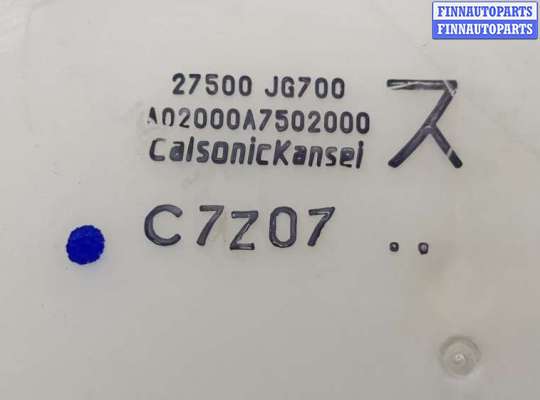 FINNAUTOPARTS
FINNAUTOPARTS
27500 JG700
A02000A7502000
CalsonicKansei
ス
C7Z07 ..